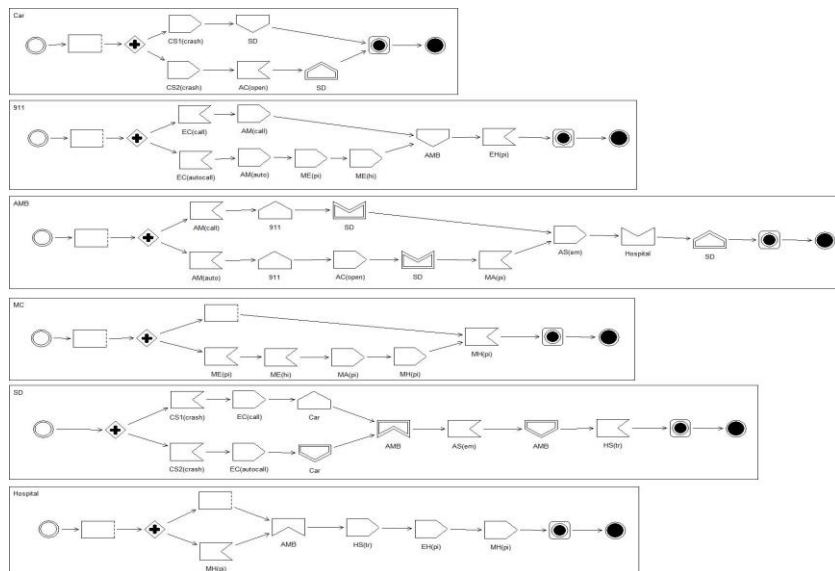 Car
CS1(crash) SD
CS2(crash) AC(open) SD
911
EC(call) AM(call)
AMB EH(pi)
EC(autocall) AM(auto) ME(pi) ME(hi)
AMB
AM(call) 911 SD
AS(em) Hospital SD
AM(auto) 911 AC(open) SD MA(pi)
MC
MH(pi)
ME(pi) ME(hi) MA(pi) MH(pi)
SD
CS1(crash) EC(call) Car
AMB AS(em) AMB HS(tr)
CS2(crash) EC(autocall) Car
Hospital
AMB HS(tr) EH(pi) MH(pi)
MH(pi)